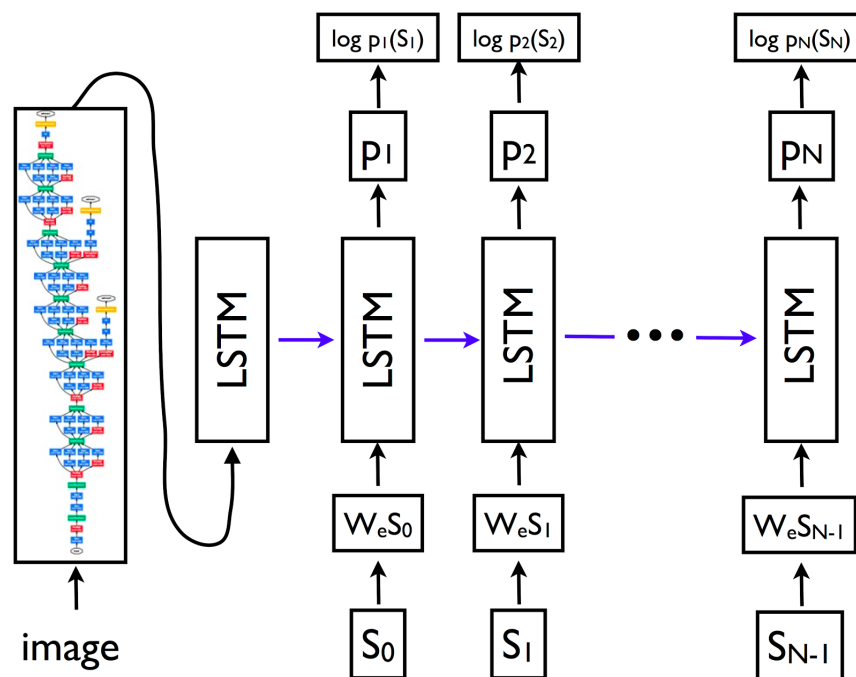 log p₁(S₁) log p₂(S₂) log pN(SN)
p₁ p₂ pN
LSTM LSTM LSTM LSTM
WₑS₀ WₑS₁ WₑSN-1
image S₀ S₁ SN-1